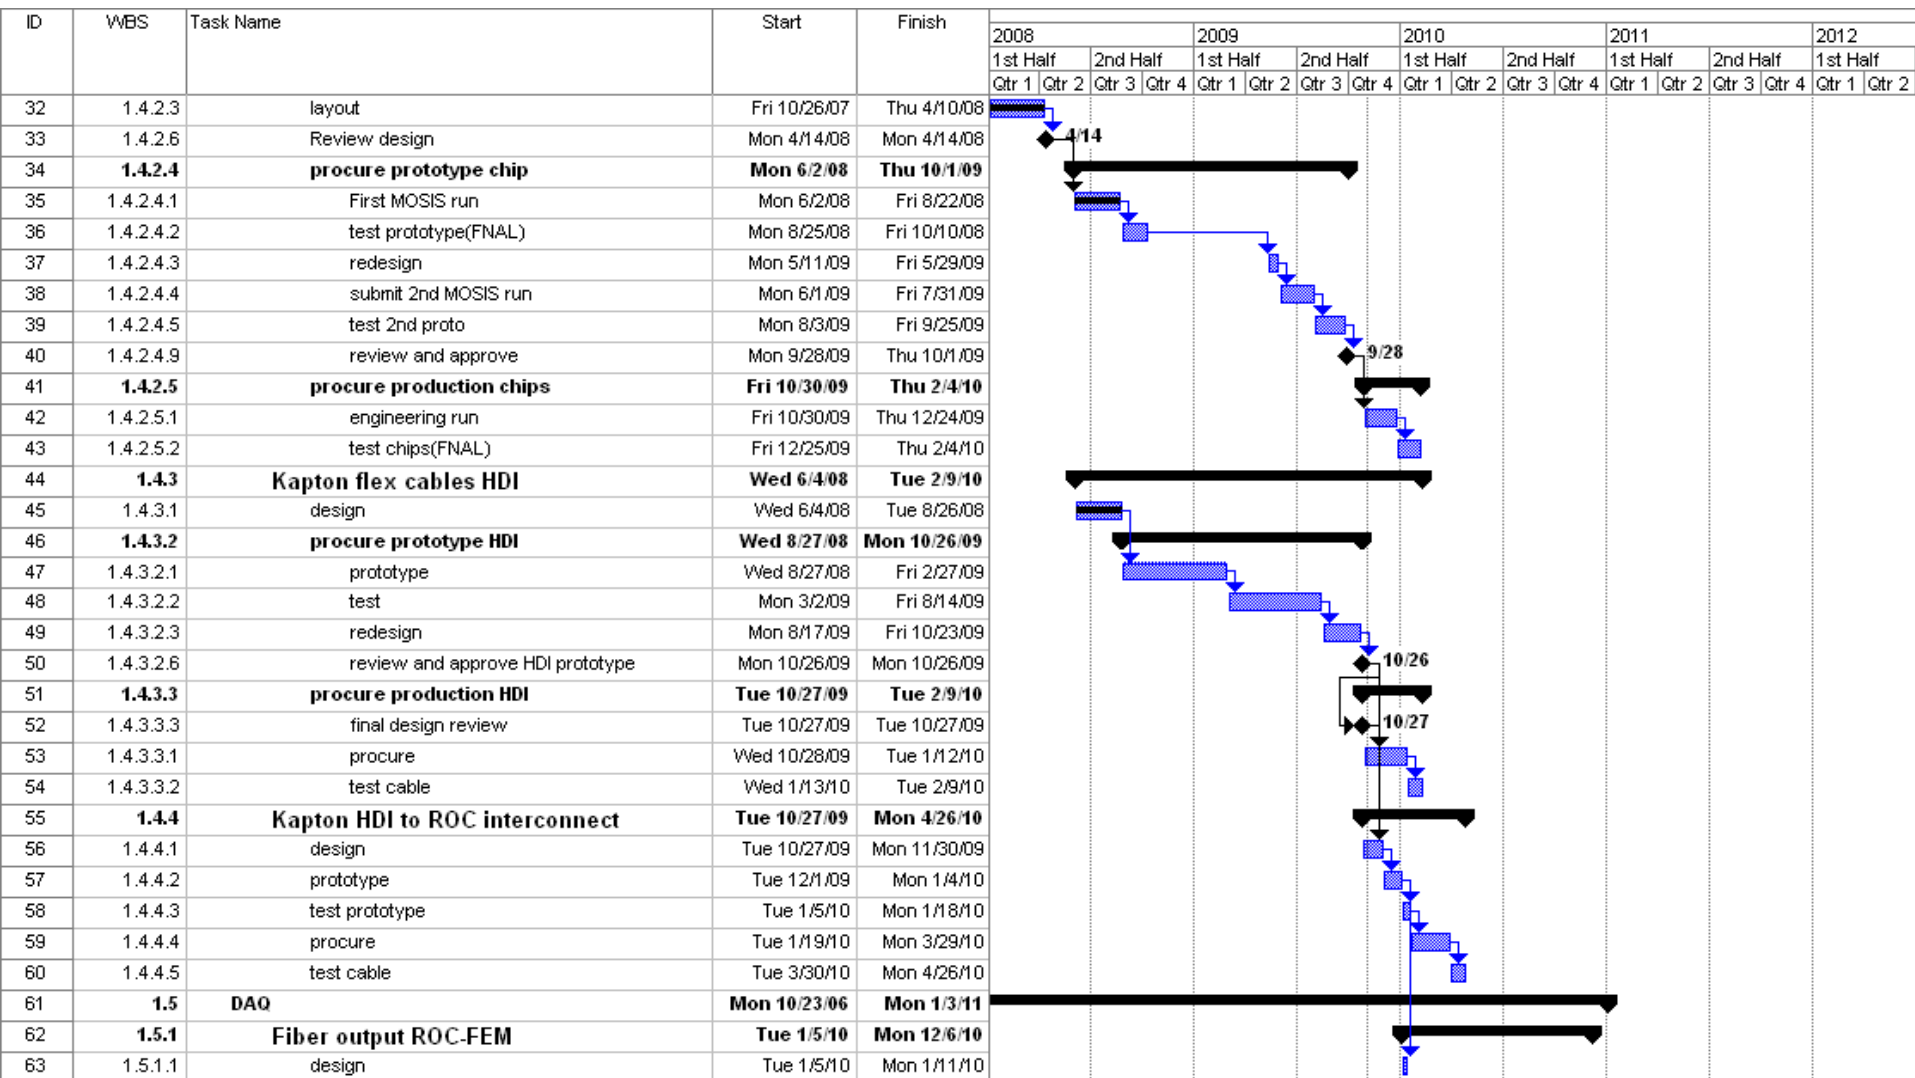 ID WBS Task Name Start Finish
2008 2009 2010 2011 2012
1st Half 2nd Half 1st Half 2nd Half 1st Half 2nd Half 1st Half 2nd Half 1st Half
Qtr 1 Qtr 2 Qtr 3 Qtr 4 Qtr 1 Qtr 2 Qtr 3 Qtr 4 Qtr 1 Qtr 2 Qtr 3 Qtr 4 Qtr 1 Qtr 2 Qtr 3 Qtr 4 Qtr 1 Qtr 2
32 1.4.2.3 layout Fri 10/26/07 Thu 4/10/08
33 1.4.2.6 Review design Mon 4/14/08 Mon 4/14/08 4/14
34 1.4.2.4 procure prototype chip Mon 6/2/08 Thu 10/1/09
35 1.4.2.4.1 First MOSIS run Mon 6/2/08 Fri 8/22/08
36 1.4.2.4.2 test prototype(FNAL) Mon 8/25/08 Fri 10/10/08
37 1.4.2.4.3 redesign Mon 5/11/09 Fri 5/29/09
38 1.4.2.4.4 submit 2nd MOSIS run Mon 6/1/09 Fri 7/31/09
39 1.4.2.4.5 test 2nd proto Mon 8/3/09 Fri 9/25/09
40 1.4.2.4.9 review and approve Mon 9/28/09 Thu 10/1/09 9/28
41 1.4.2.5 procure production chips Fri 10/30/09 Thu 2/4/10
42 1.4.2.5.1 engineering run Fri 10/30/09 Thu 12/24/09
43 1.4.2.5.2 test chips(FNAL) Fri 12/25/09 Thu 2/4/10
44 1.4.3 Kapton flex cables HDI Wed 6/4/08 Tue 2/9/10
45 1.4.3.1 design Wed 6/4/08 Tue 8/26/08
46 1.4.3.2 procure prototype HDI Wed 8/27/08 Mon 10/26/09
47 1.4.3.2.1 prototype Wed 8/27/08 Fri 2/27/09
48 1.4.3.2.2 test Mon 3/2/09 Fri 8/14/09
49 1.4.3.2.3 redesign Mon 8/17/09 Fri 10/23/09
50 1.4.3.2.6 review and approve HDI prototype Mon 10/26/09 Mon 10/26/09 10/26
51 1.4.3.3 procure production HDI Tue 10/27/09 Tue 2/9/10
52 1.4.3.3.3 final design review Tue 10/27/09 Tue 10/27/09 10/27
53 1.4.3.3.1 procure Wed 10/28/09 Tue 1/12/10
54 1.4.3.3.2 test cable Wed 1/13/10 Tue 2/9/10
55 1.4.4 Kapton HDI to ROC interconnect Tue 10/27/09 Mon 4/26/10
56 1.4.4.1 design Tue 10/27/09 Mon 11/30/09
57 1.4.4.2 prototype Tue 12/1/09 Mon 1/4/10
58 1.4.4.3 test prototype Tue 1/5/10 Mon 1/18/10
59 1.4.4.4 procure Tue 1/19/10 Mon 3/29/10
60 1.4.4.5 test cable Tue 3/30/10 Mon 4/26/10
61 1.5 DAQ Mon 10/23/06 Mon 1/3/11
62 1.5.1 Fiber output ROC-FEM Tue 1/5/10 Mon 12/6/10
63 1.5.1.1 design Tue 1/5/10 Mon 1/11/10